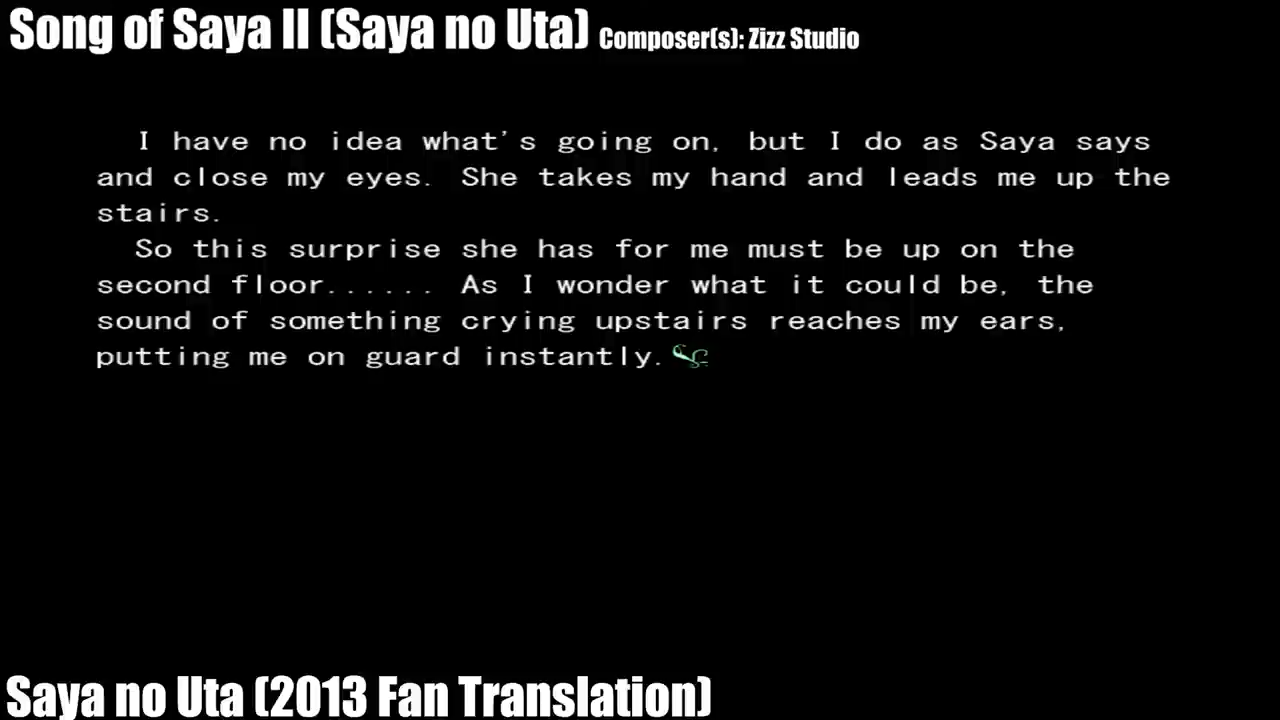 Song of Saya II (Saya no Uta) Composer(s): Zizz Studio
I have no idea what's going on, but I do as Saya says
and close my eyes. She takes my hand and leads me up the
stairs.
So this surprise she has for me must be up on the
second floor...... As I wonder what it could be, the
sound of something crying upstairs reaches my ears,
putting me on guard instantly.
Saya no Uta (2013 Fan Translation)